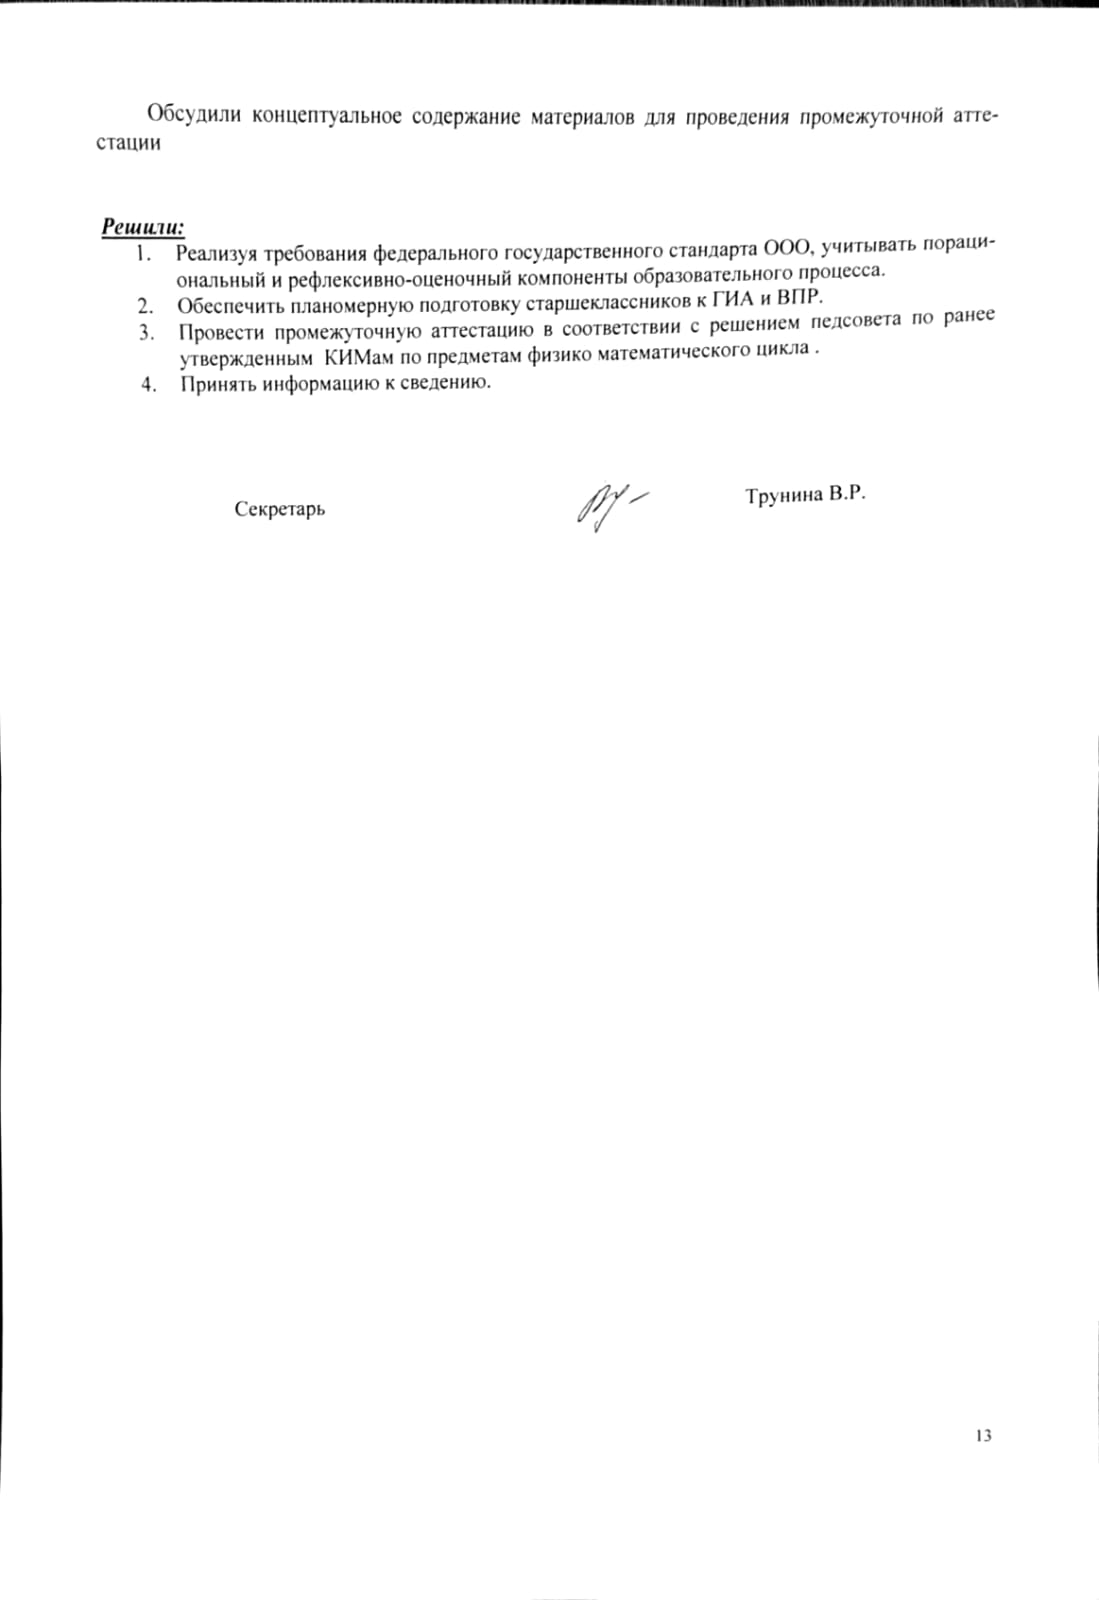 Обсудили концептуальное содержание материалов для проведения промежуточной атте-
стации
Решили:
1. Реализуя требования федерального государственного стандарта ООО, учитывать пораци-
ональный и рефлексивно-оценочный компоненты образовательного процесса.
2. Обеспечить планомерную подготовку старшеклассников к ГИА и ВПР.
3. Провести промежуточную аттестацию в соответствии с решением педсовета по ранее
утвержденным КИМам по предметам физико математического цикла .
4. Принять информацию к сведению.
Секретарь Трунина В.Р.
13